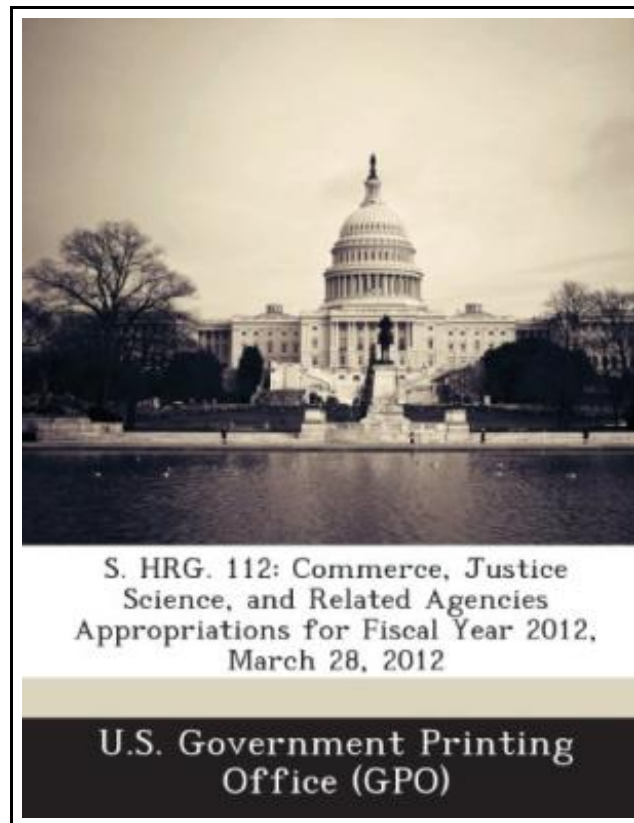 S. HRG. 112: Commerce, Justice
Science, and Related Agencies
Appropriations for Fiscal Year 2012,
March 28, 2012
U.S. Government Printing
Office (GPO)